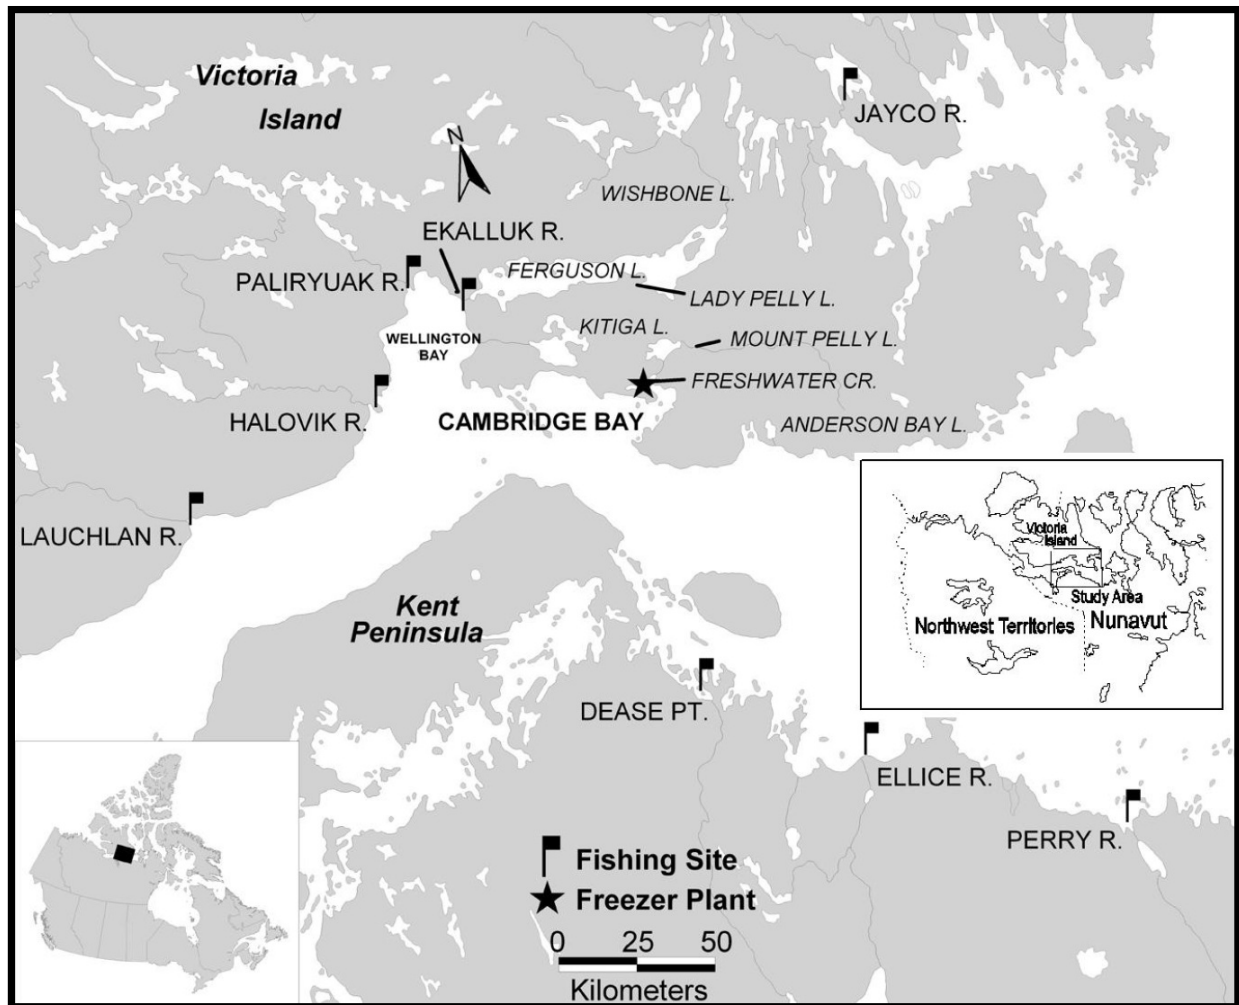 Victoria
Island
N
JAYCO R.
WISHBONE L.
EKALLUK R.
PALIRYUAK R.
FERGUSON L.
LADY PELLY L.
KITIGA L.
MOUNT PELLY L.
WELLINGTON
BAY
FRESHWATER CR.
HALOVIK R.
CAMBRIDGE BAY
ANDERSON BAY L.
LAUCHLAN R.
Victoria
Island
Study Area
Northwest Territories
Nunavut
Kent
Peninsula
DEASE PT.
ELLICE R.
PERRY R.
Fishing Site
Freezer Plant
0 25 50
Kilometers